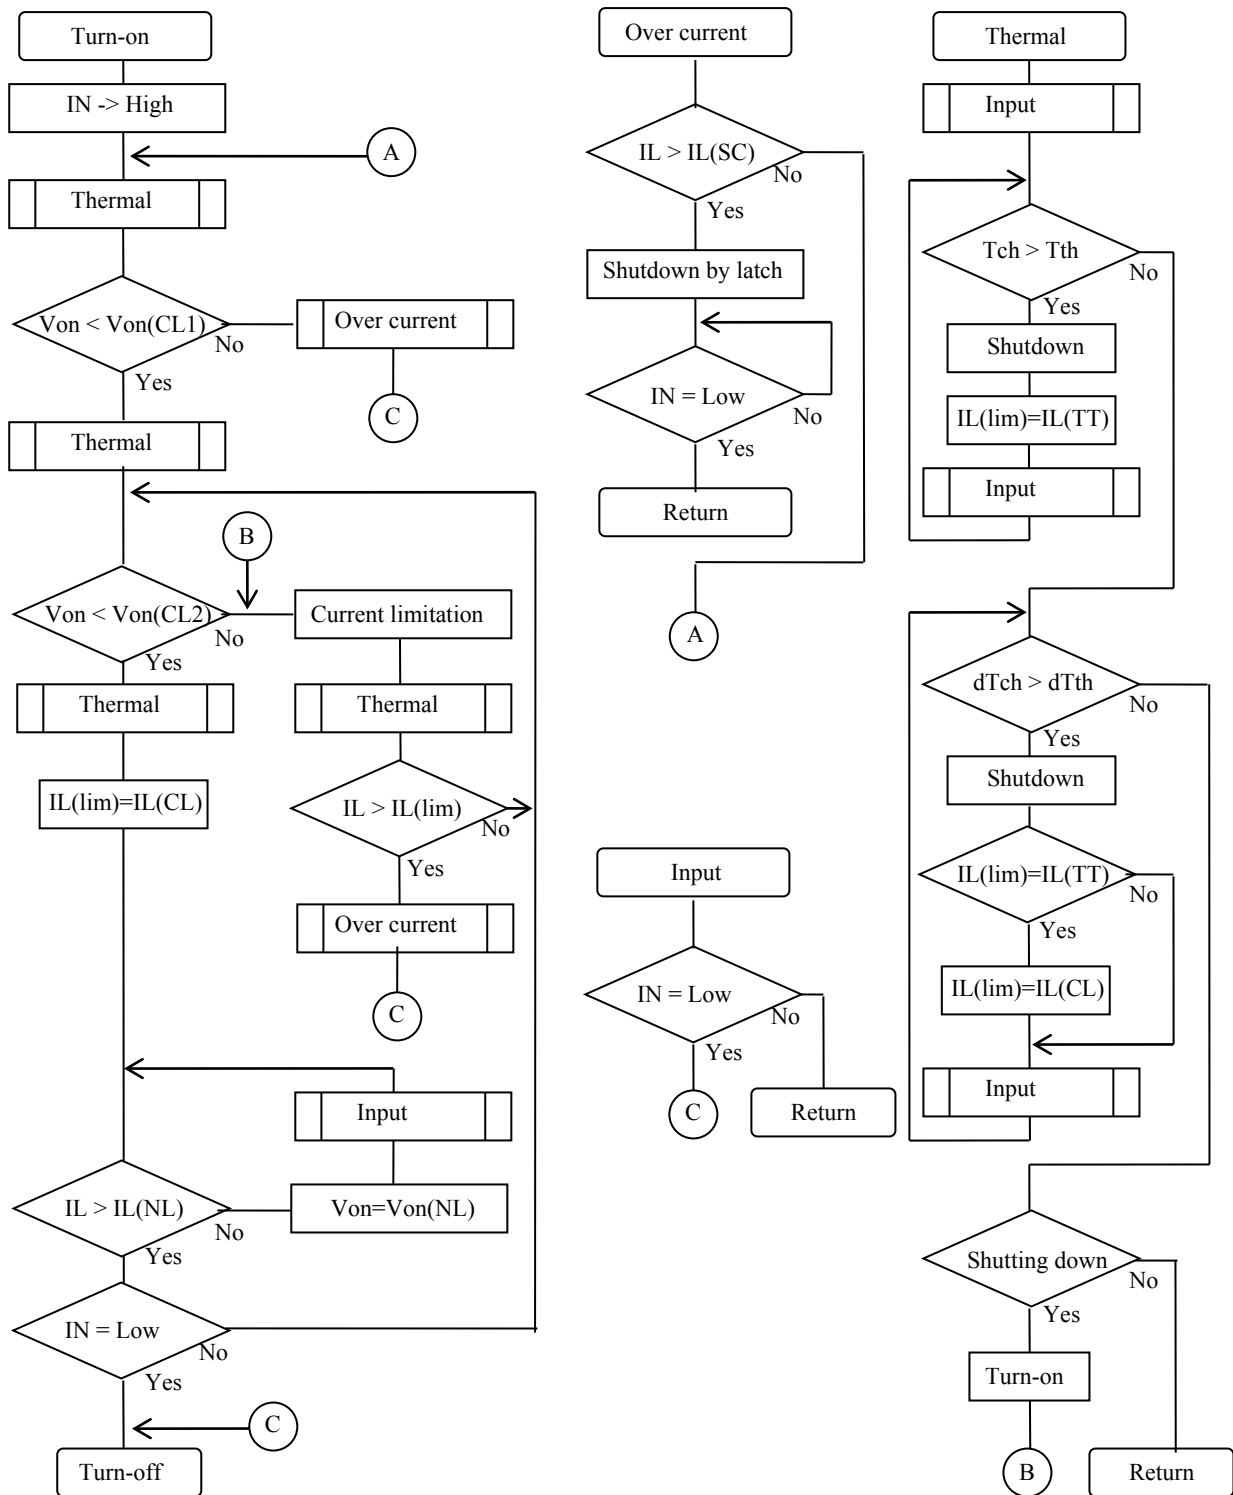 Turn-on
IN -> High
A
Thermal
Von < Von(CL1)
No
Over current
Yes
C
Thermal
B
Von < Von(CL2)
No
Current limitation
Yes
Thermal
Thermal
IL(lim)=IL(CL)
IL > IL(lim)
No
Yes
Over current
C
Input
IL > IL(NL)
No
Von=Von(NL)
Yes
IN = Low
No
Yes
C
Turn-off
Over current
IL > IL(SC)
No
Yes
Shutdown by latch
IN = Low
No
Yes
Return
A
Input
IN = Low
No
Yes
C
Return
Thermal
Input
Tch > Tth
No
Yes
Shutdown
IL(lim)=IL(TT)
Input
dTch > dTth
No
Yes
Shutdown
IL(lim)=IL(TT)
No
Yes
IL(lim)=IL(CL)
Input
Shutting down
No
Yes
Turn-on
B
Return